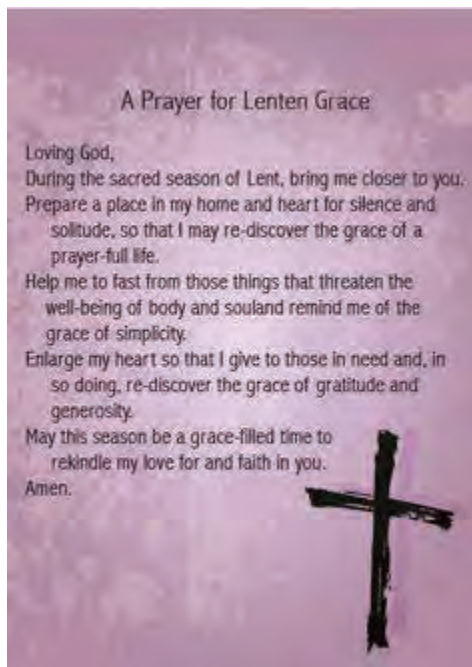 A Prayer for Lenten Grace
Loving God,
During the sacred season of Lent, bring me closer to you.
Prepare a place in my home and heart for silence and
solitude, so that I may re-discover the grace of a
prayer-full life.
Help me to fast from those things that threaten the
well-being of body and souland remind me of the
grace of simplicity.
Enlarge my heart so that I give to those in need and, in
so doing, re-discover the grace of gratitude and
generosity.
May this season be a grace-filled time to
rekindle my love for and faith in you.
Amen.